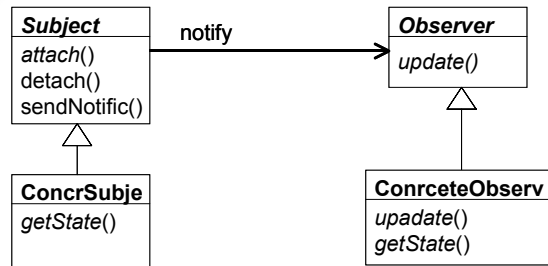 Subject
attach()
detach()
sendNotific()
notify
Observer
update()
ConcrSubje
getState()
ConrceteObserv
upadate()
getState()